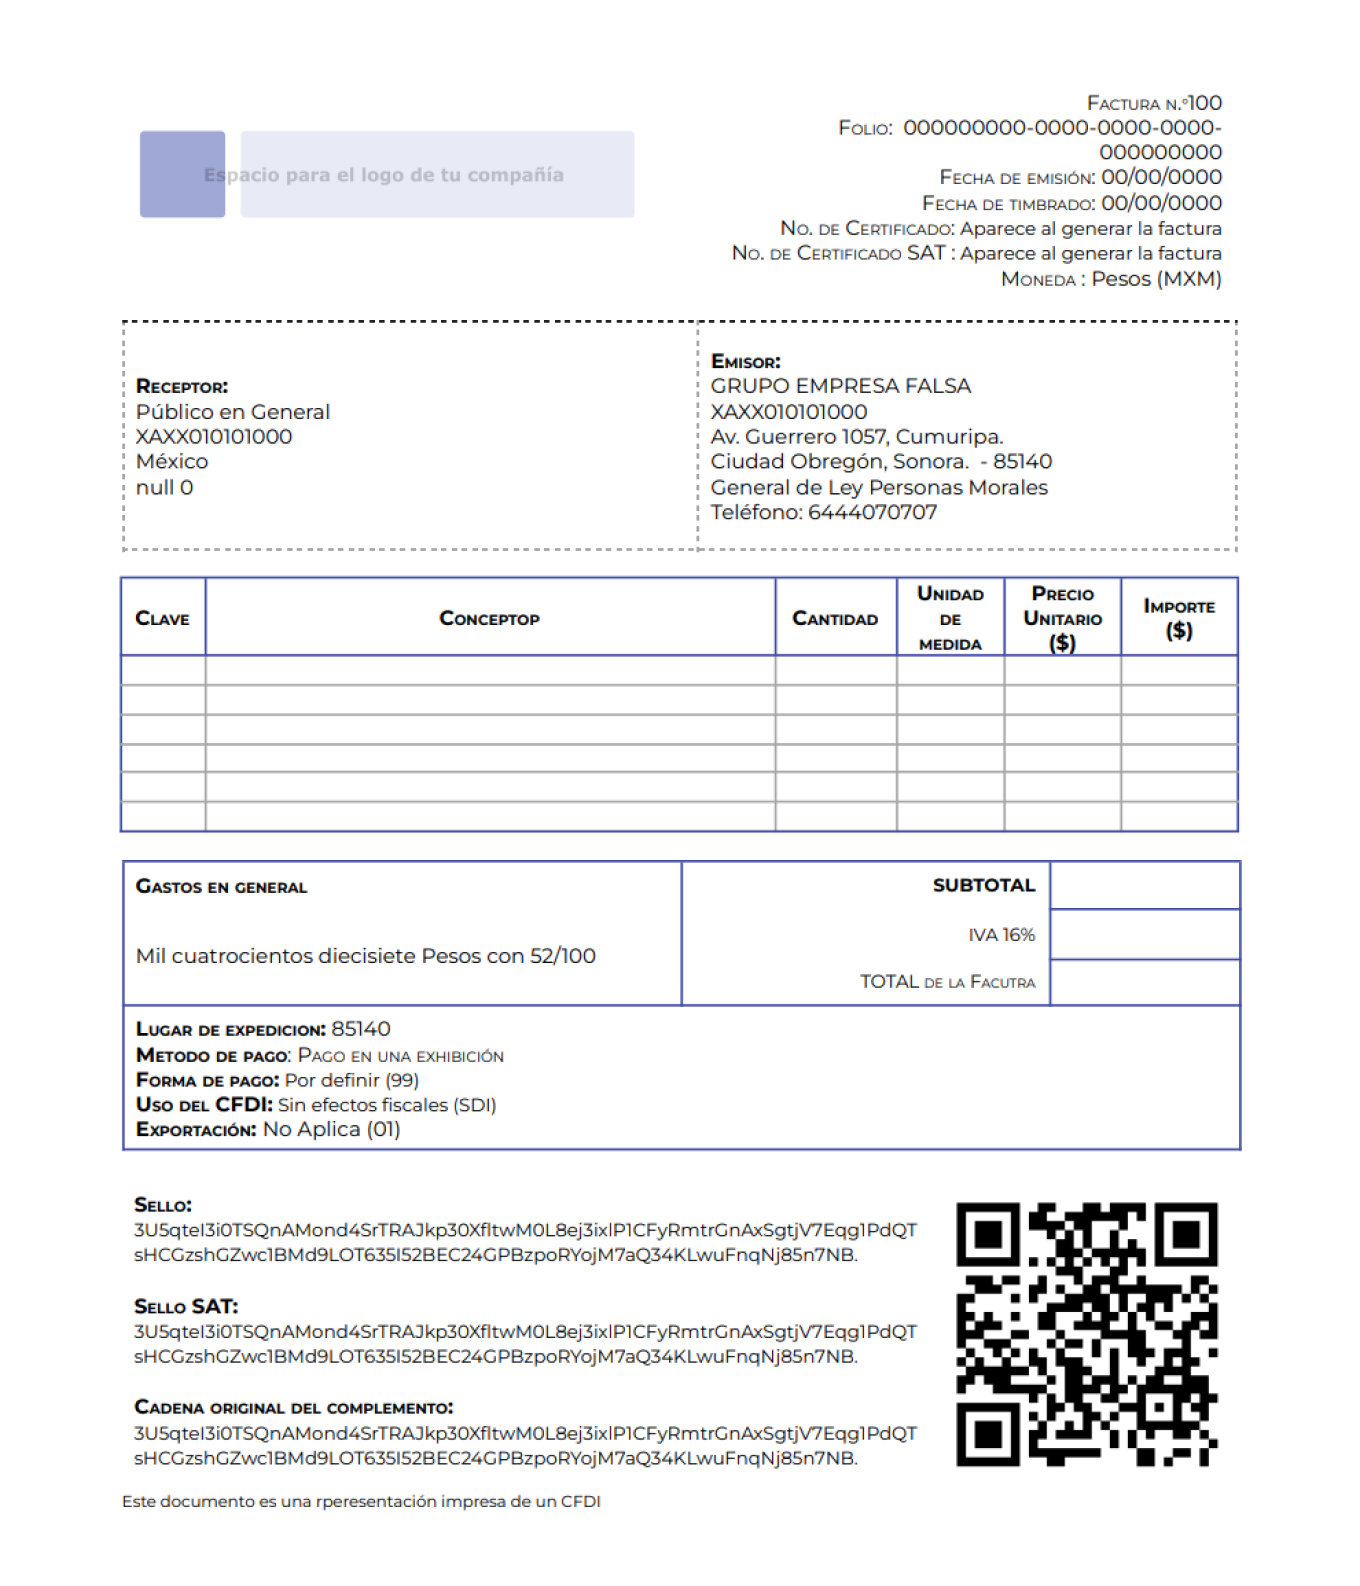 Espacio para el logo de tu compañía
Factura n.°100
Folio: 000000000-0000-0000-0000-
000000000
Fecha de emisión: 00/00/0000
Fecha de timbrado: 00/00/0000
No. de Certificado: Aparece al generar la factura
No. de Certificado SAT : Aparece al generar la factura
Moneda : Pesos (MXM)
Receptor:
Público en General
XAXX010101000
México
null 0
Emisor:
GRUPO EMPRESA FALSA
XAXX010101000
Av. Guerrero 1057, Cumuripa.
Ciudad Obregón, Sonora. - 85140
General de Ley Personas Morales
Teléfono: 6444070707
Clave
Conceptop
Cantidad
Unidad
de
medida
Precio
Unitario
($)
Importe
($)
Gastos en general
Mil cuatrocientos diecisiete Pesos con 52/100
SUBTOTAL
IVA 16%
TOTAL de la Facutra
Lugar de expedicion: 85140
Metodo de pago: Pago en una exhibición
Forma de pago: Por definir (99)
Uso del CFDI: Sin efectos fiscales (SDI)
Exportación: No Aplica (01)
Sello:
3U5qteI3i0TSQnAMond4SrTRAJkp30XfltwM0L8ej3ixlP1CFyRmtrGnAxSgtjV7Eqg1PdQT
sHCGzshGZwc1BMd9LOT635I52BEC24GPBzpoRYojM7aQ34KLwuFnqNj85n7NB.
Sello SAT:
3U5qteI3i0TSQnAMond4SrTRAJkp30XfltwM0L8ej3ixlP1CFyRmtrGnAxSgtjV7Eqg1PdQT
sHCGzshGZwc1BMd9LOT635I52BEC24GPBzpoRYojM7aQ34KLwuFnqNj85n7NB.
Cadena original del complemento:
3U5qteI3i0TSQnAMond4SrTRAJkp30XfltwM0L8ej3ixlP1CFyRmtrGnAxSgtjV7Eqg1PdQT
sHCGzshGZwc1BMd9LOT635I52BEC24GPBzpoRYojM7aQ34KLwuFnqNj85n7NB.
Este documento es una rperesentación impresa de un CFDI